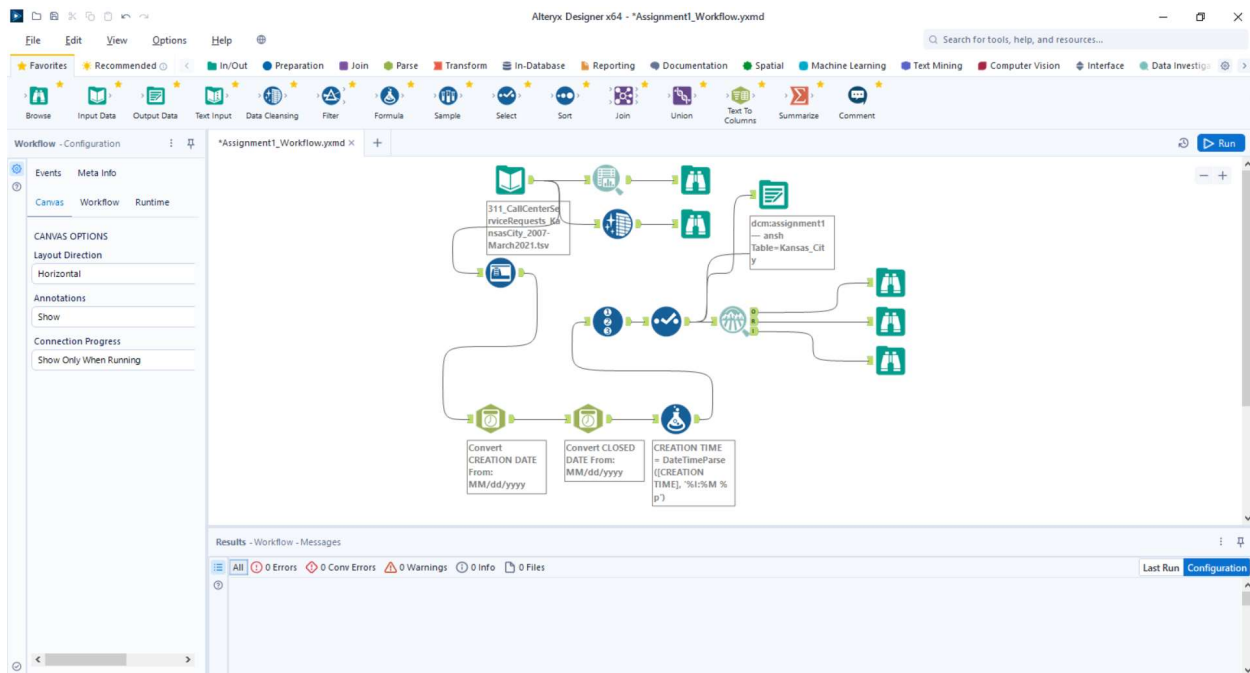 Alteryx Designer x64 - *Assignment1_Workflow.yxmd
File Edit View Options Help
Search for tools, help, and resources...
Favorites Recommended In/Out Preparation Join Parse Transform In-Database Reporting Documentation Spatial Machine Learning Text Mining Computer Vision Interface Data Investiga
Browse Input Data Output Data Text Input Data Cleansing Filter Formula Sample Select Sort Join Union Text To Columns Summarize Comment
Workflow - Configuration
*Assignment1_Workflow.yxmd
Run
Events Meta Info
Canvas Workflow Runtime
CANVAS OPTIONS
Layout Direction
Horizontal
Annotations
Show
Connection Progress
Show Only When Running
311_CallCenterSe
rviceRequests_Ka
nsasCity_2007-
March2021.tsv
dcm:assignment1
— ansh
Table=Kansas_Cit
y
1
2
3
D
R
I
Convert
CREATION DATE
From:
MM/dd/yyyy
Convert CLOSED
DATE From:
MM/dd/yyyy
CREATION TIME
= DateTimeParse
([CREATION
TIME], '%I:%M %
p')
Results - Workflow - Messages
All 0 Errors 0 Conv Errors 0 Warnings 0 Info 0 Files
Last Run Configuration